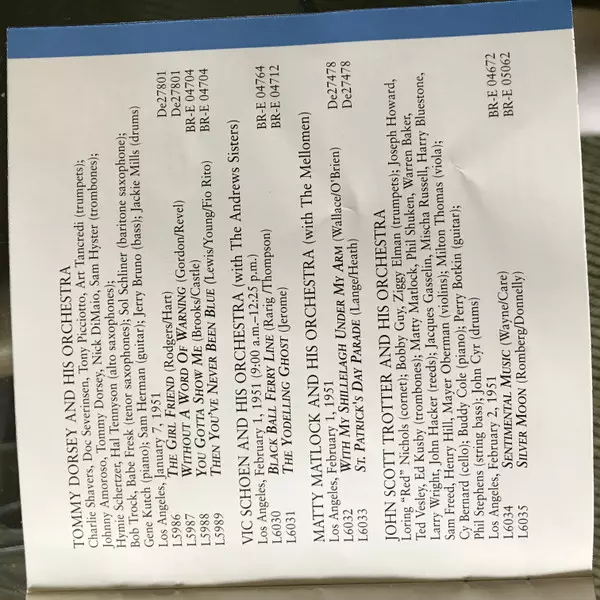 TOMMY DORSEY AND HIS ORCHESTRA
Charlie Shavers, Doc Severinsen, Tony Picciotto, Art Tancredi (trumpets);
Johnny Amoroso, Tommy Dorsey, Nick DiMaio, Sam Hyster (trombones);
Hymie Schertzer, Hal Tennyson (alto saxophones);
Bob Trock, Babe Fresk (tenor saxophones); Sol Schliner (baritone saxophone);
Gene Kutch (piano); Sam Herman (guitar); Jerry Bruno (bass); Jackie Mills (drums)
Los Angeles, January 7, 1951
L5986 THE GIRL FRIEND (Rodgers/Hart) De27801
L5987 WITHOUT A WORD OF WARNING (Gordon/Revel) De27801
L5988 YOU GOTTA SHOW ME (Brooks/Castle) BR-E 04704
L5989 THEN YOU'VE NEVER BEEN BLUE (Lewis/Young/Fio Rito) BR-E 04704
VIC SCHOEN AND HIS ORCHESTRA (with The Andrews Sisters)
Los Angeles, February 1, 1951 (9:00 a.m.–12:25 p.m.)
L6030 BLACK BALL FERRY LINE (Rarig/Thompson) BR-E 04764
L6031 THE YODELLING GHOST (Jerome) BR-E 04712
MATTY MATLOCK AND HIS ORCHESTRA (with The Mellomen)
Los Angeles, February 1, 1951
L6032 WITH MY SHILLELAGH UNDER MY ARM (Wallace/O'Brien) De27478
L6033 ST. PATRICK'S DAY PARADE (Lange/Heath) De27478
JOHN SCOTT TROTTER AND HIS ORCHESTRA
Loring "Red" Nichols (cornet); Bobby Guy, Ziggy Elman (trumpets); Joseph Howard,
Ted Vesley, Ed Kusby (trombones); Matty Matlock, Phil Shuken, Warren Baker,
Larry Wright, John Hacker (reeds); Jacques Gasselin, Mischa Russell, Harry Bluestone,
Sam Freed, Henry Hill, Mayer Oberman (violins); Milton Thomas (viola);
Cy Bernard (cello); Buddy Cole (piano); Perry Botkin (guitar);
Phil Stephens (string bass); John Cyr (drums)
Los Angeles, February 2, 1951
L6034 SENTIMENTAL MUSIC (Wayne/Care) BR-E 04672
L6035 SILVER MOON (Romberg/Donnelly) BR-E 05062